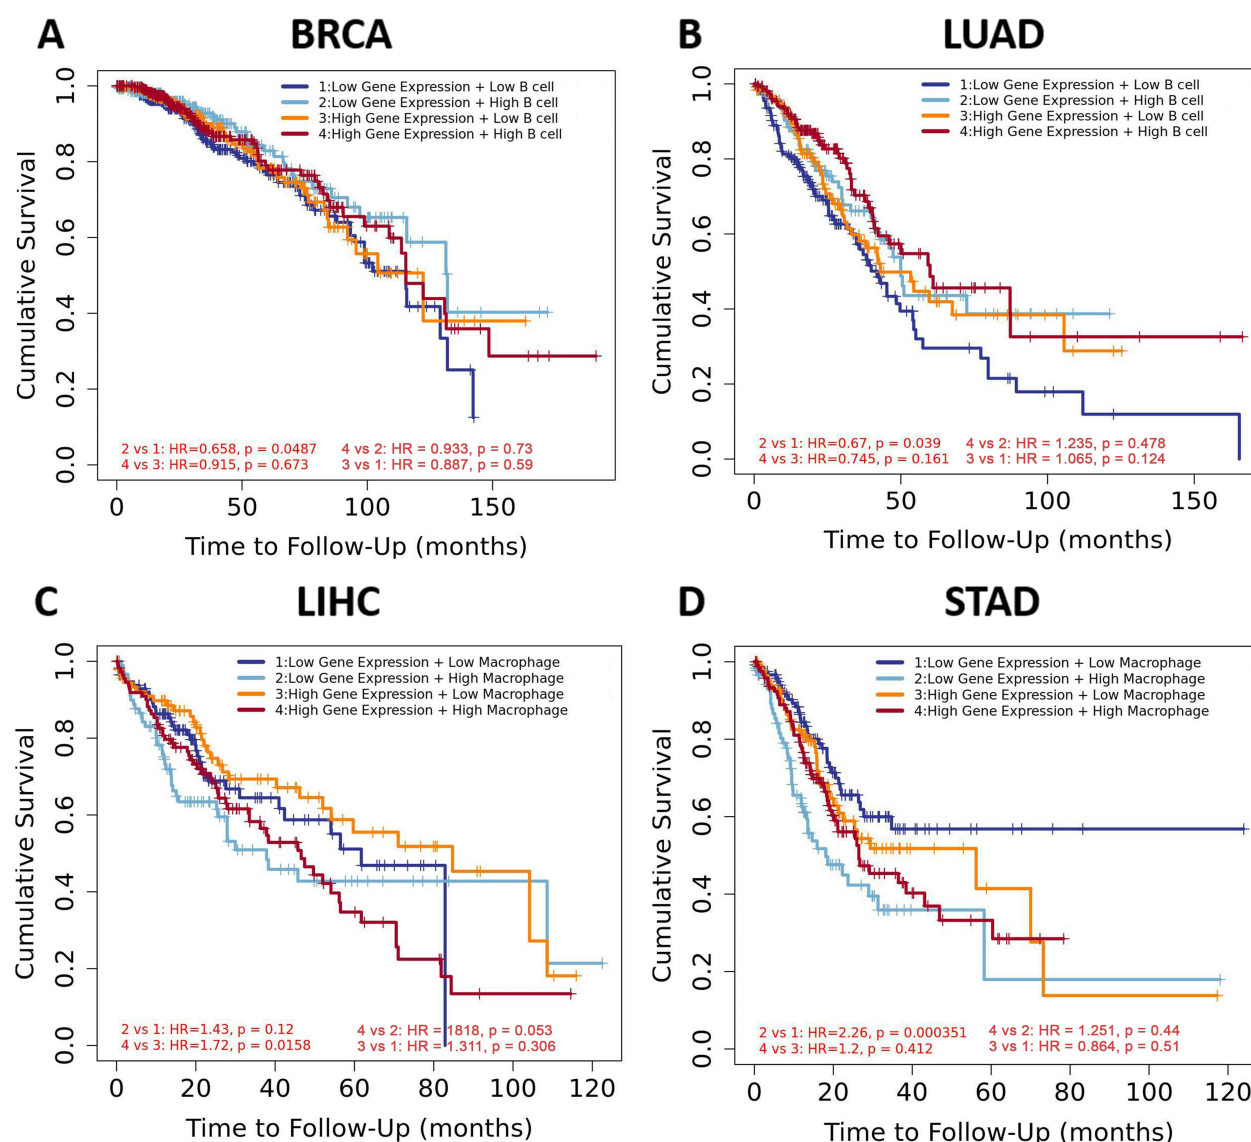 A
BRCA
1:Low Gene Expression + Low B cell
2:Low Gene Expression + High B cell
3:High Gene Expression + Low B cell
4:High Gene Expression + High B cell
Cumulative Survival
1.0
0.8
0.6
0.4
0.2
0.0
2 vs 1: HR=0.658, p = 0.0487
4 vs 2: HR = 0.933, p = 0.73
4 vs 3: HR=0.915, p = 0.673
3 vs 1: HR = 0.887, p = 0.59
0 50 100 150
Time to Follow-Up (months)
B
LUAD
1:Low Gene Expression + Low B cell
2:Low Gene Expression + High B cell
3:High Gene Expression + Low B cell
4:High Gene Expression + High B cell
Cumulative Survival
1.0
0.8
0.6
0.4
0.2
0.0
2 vs 1: HR=0.67, p = 0.039
4 vs 2: HR = 1.235, p = 0.478
4 vs 3: HR=0.745, p = 0.161
3 vs 1: HR = 1.065, p = 0.124
0 50 100 150
Time to Follow-Up (months)
C
LIHC
1:Low Gene Expression + Low Macrophage
2:Low Gene Expression + High Macrophage
3:High Gene Expression + Low Macrophage
4:High Gene Expression + High Macrophage
Cumulative Survival
1.0
0.8
0.6
0.4
0.2
0.0
2 vs 1: HR=1.43, p = 0.12
4 vs 2: HR = 1818, p = 0.053
4 vs 3: HR=1.72, p = 0.0158
3 vs 1: HR = 1.311, p = 0.306
0 20 40 60 80 100 120
Time to Follow-Up (months)
D
STAD
1:Low Gene Expression + Low Macrophage
2:Low Gene Expression + High Macrophage
3:High Gene Expression + Low Macrophage
4:High Gene Expression + High Macrophage
Cumulative Survival
1.0
0.8
0.6
0.4
0.2
0.0
2 vs 1: HR=2.26, p = 0.000351
4 vs 2: HR = 1.251, p = 0.44
4 vs 3: HR=1.2, p = 0.412
3 vs 1: HR = 0.864, p = 0.51
0 20 40 60 80 100 120
Time to Follow-Up (months)